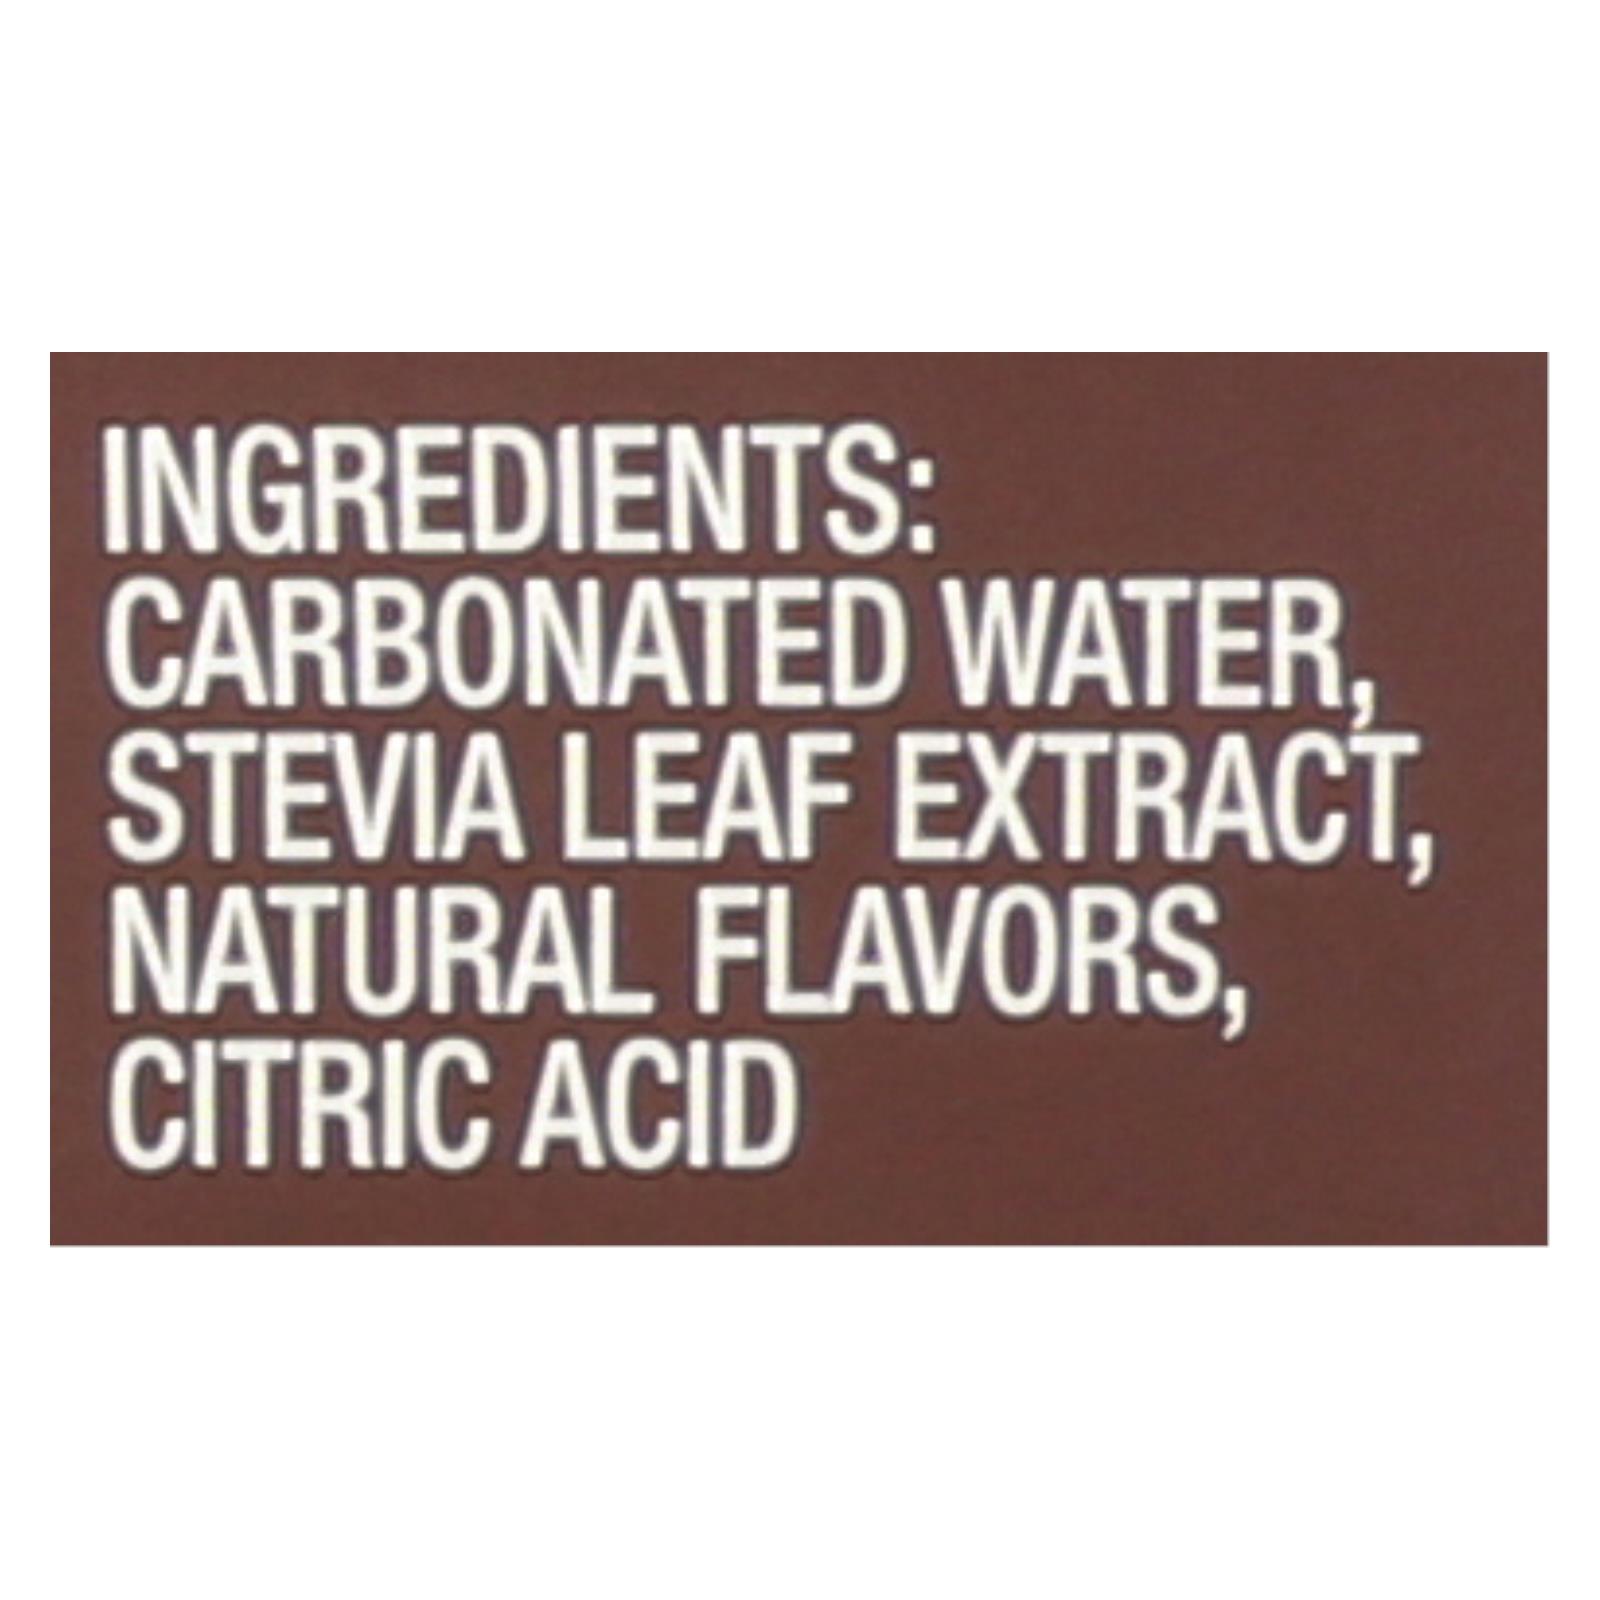 INGREDIENTS:
CARBONATED WATER,
STEVIA LEAF EXTRACT,
NATURAL FLAVORS,
CITRIC ACID